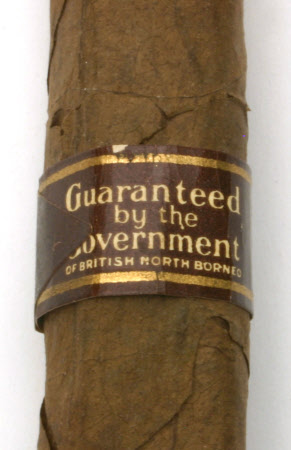 Guaranteed
by the
Government
OF BRITISH NORTH BORNEO